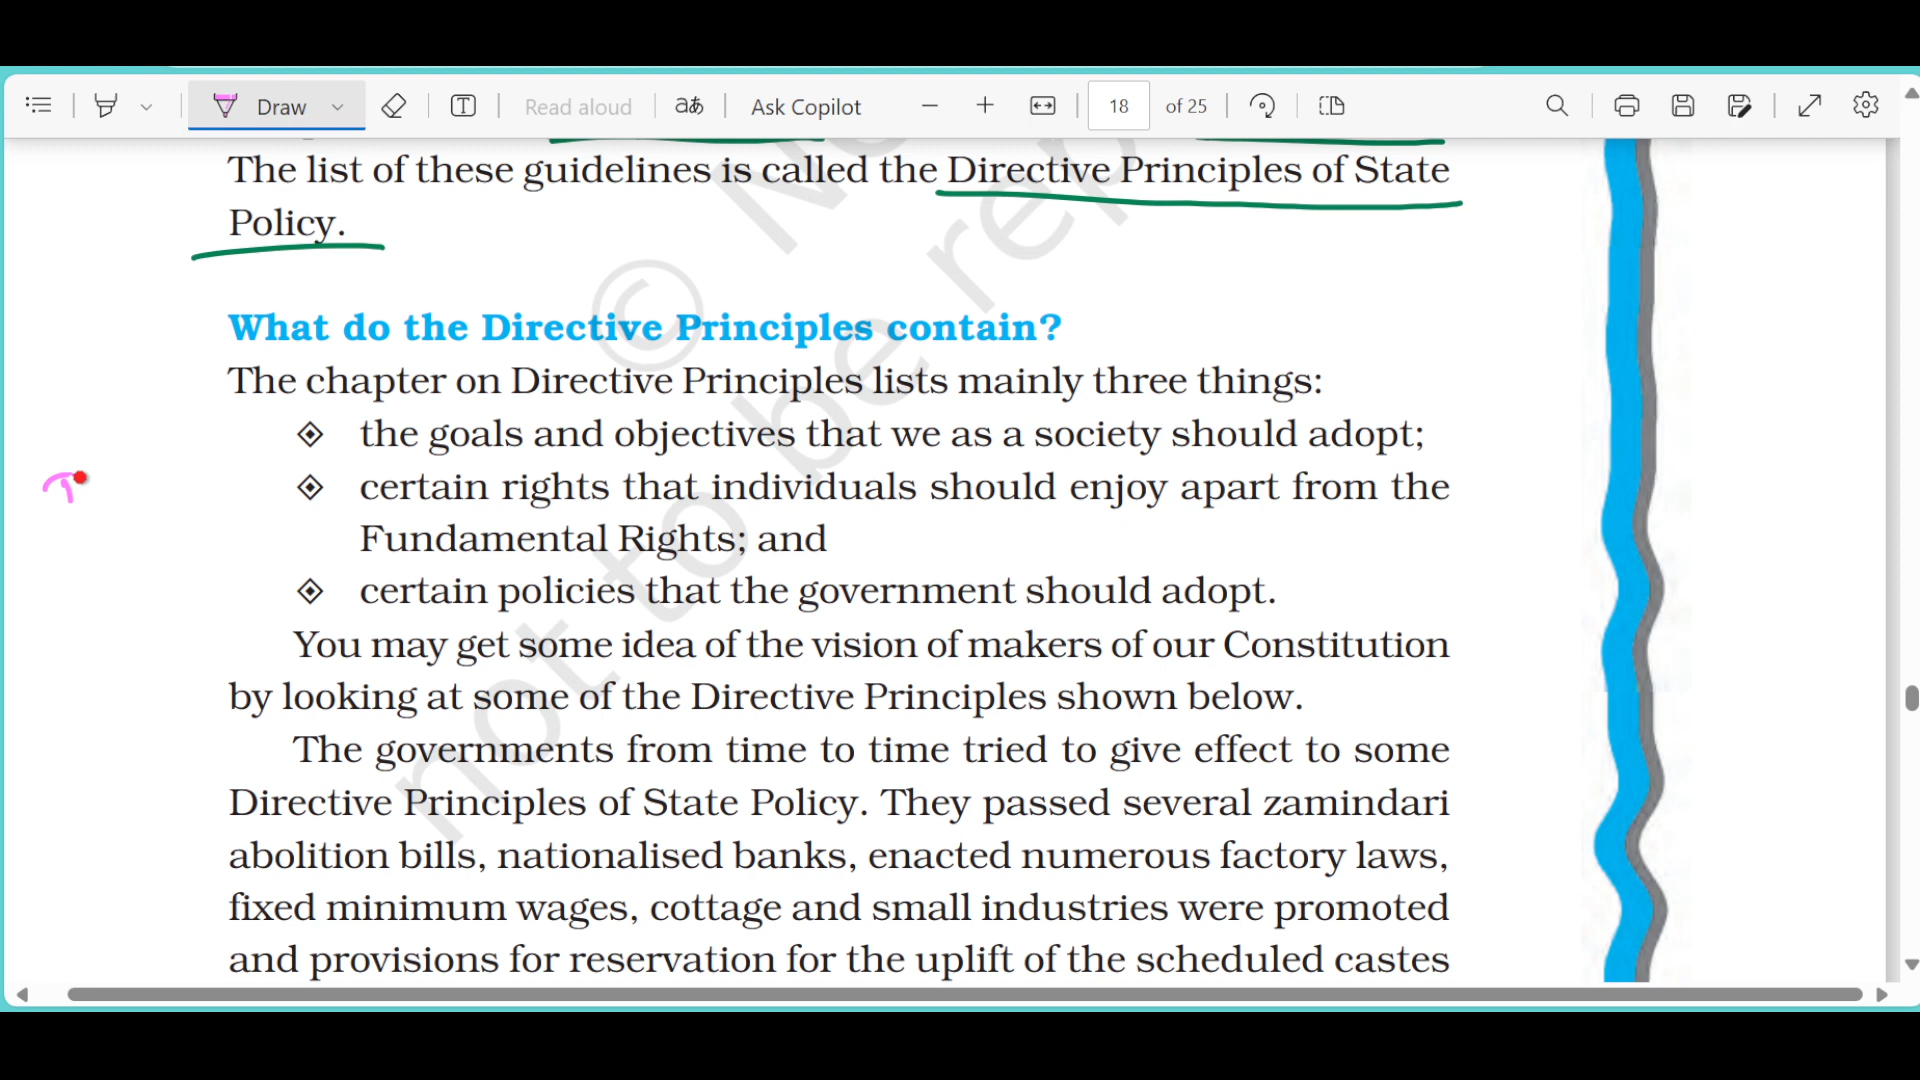 Draw
Read aloud
aあ
Ask Copilot
18 of 25
The list of these guidelines is called the Directive Principles of State
Policy.
What do the Directive Principles contain?
The chapter on Directive Principles lists mainly three things:
the goals and objectives that we as a society should adopt;
certain rights that individuals should enjoy apart from the
Fundamental Rights; and
certain policies that the government should adopt.
You may get some idea of the vision of makers of our Constitution
by looking at some of the Directive Principles shown below.
The governments from time to time tried to give effect to some
Directive Principles of State Policy. They passed several zamindari
abolition bills, nationalised banks, enacted numerous factory laws,
fixed minimum wages, cottage and small industries were promoted
and provisions for reservation for the uplift of the scheduled castes
©
not to be rep